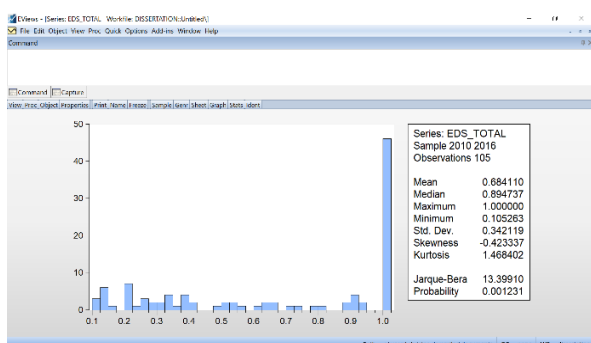 EViews - [Series: EDS_TOTAL Workfile: DISSERTATION::Untitled\]
File Edit Object View Proc Quick Options Add-ins Window Help
Command
Command Capture
View Proc Object Properties Print Name Freeze Sample Genr Sheet Graph Stats Ident
50
40
30
20
10
0
0.1 0.2 0.3 0.4 0.5 0.6 0.7 0.8 0.9 1.0
Series: EDS_TOTAL
Sample 2010 2016
Observations 105
Mean 0.684110
Median 0.894737
Maximum 1.000000
Minimum 0.105263
Std. Dev. 0.342119
Skewness -0.423337
Kurtosis 1.468402
Jarque-Bera 13.39910
Probability 0.001231